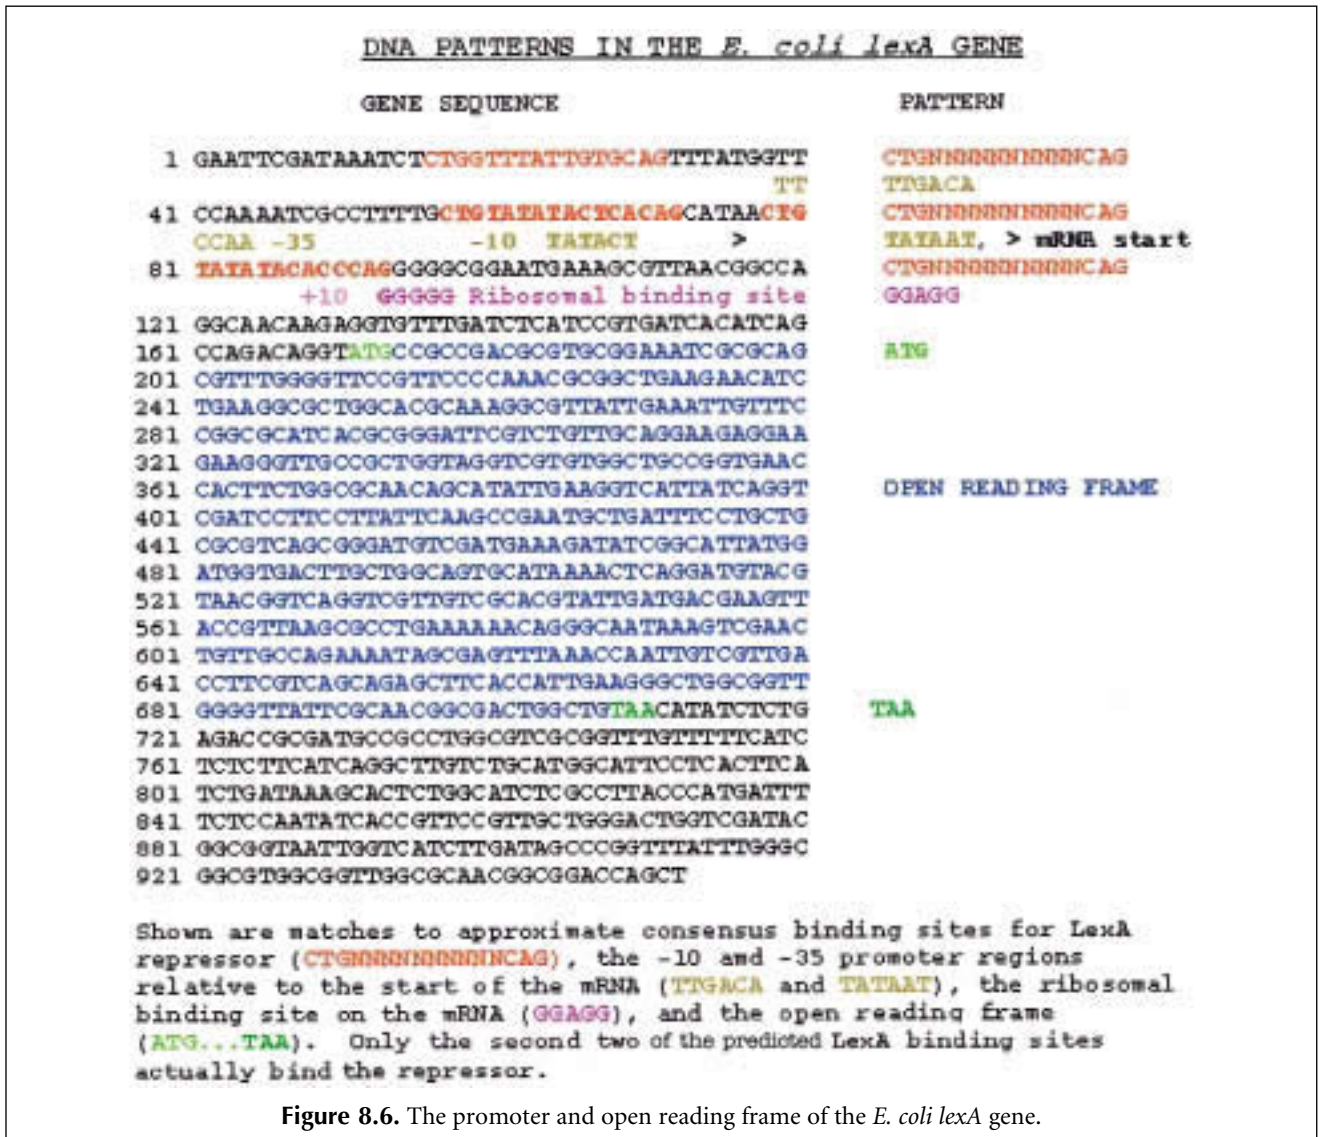 DNA PATTERNS IN THE E. coli lexA GENE
GENE SEQUENCE PATTERN
1 GAATTCGATAAATCTCTGGTTTATTGTGCAGTTTATGGTT CTGNNNNNNNNNNCAG
TT TTGACA
41 CCAAAATCGCCTTTTGCTGTATATACTCACAGCATAACTG CTGNNNNNNNNNNCAG
CCAA -35 -10 TATACT > TATAAT, > mRNA start
81 TATATACACCCAGGGGGCGGAATGAAAGCGTTAACGGCCA CTGNNNNNNNNNNCAG
+10 GGGGG Ribosomal binding site GGAGG
121 GGCAACAAGAGGTGTTTGATCTCATCCGTGATCACATCAG
161 CCAGACAGGTATGCCGCCGACGCGTGCGGAAATCGCGCAG ATG
201 CGTTTGGGGTTCCGTTCCCCAAACGCGGCTGAAGAACATC
241 TGAAGGCGCTGGCACGCAAAGGCGTTATTGAAATTGTTTC
281 CGGCGCATCACGCGGGATTCGTCTGTTGCAGGAAGAGGAA
321 GAAGGGTTGCCGCTGGTAGGTCGTGTGGCTGCCGGTGAAC
361 CACTTCTGGCGCAACAGCATATTGAAGGTCATTATCAGGT OPEN READING FRAME
401 CGATCCTTCCTTATTCAAGCCGAATGCTGATTTCCTGCTG
441 CGCGTCAGCGGGATGTCGATGAAAGATATCGGCATTATGG
481 ATGGTGACTTGCTGGCAGTGCATAAAACTCAGGATGTACG
521 TAACGGTCAGGTCGTTGTCGCACGTATTGATGACGAAGTT
561 ACCGTTAAGCGCCTGAAAAAACAGGGCAATAAAGTCGAAC
601 TGTTGCCAGAAAATAGCGAGTTTAAACCAATTGTCGTTGA
641 CCTTCGTCAGCAGAGCTTCACCATTGAAGGGCTGGCGGTT
681 GGGGTTATTCGCAACGGCGACTGGCTGTAACATATCTCTG TAA
721 AGACCGCGATGCCGCCTGGCGTCGCGGTTTGTTTTTCATC
761 TCTCTTCATCAGGCTTGTCTGCATGGCATTCCTCACTTCA
801 TCTGATAAAGCACTCTGGCATCTCGCCTTACCCATGATTT
841 TCTCCAATATCACCGTTCCGTTGCTGGGACTGGTCGATAC
881 GGCGGTAATTGGTCATCTTGATAGCCCGGTTTATTTGGGC
921 GGCGTGGCGGTTGGCGCAACGGCGGACCAGCT
Shown are matches to approximate consensus binding sites for LexA
repressor (CTGNNNNNNNNNNCAG), the -10 and -35 promoter regions
relative to the start of the mRNA (TTGACA and TATAAT), the ribosomal
binding site on the mRNA (GGAGG), and the open reading frame
(ATG...TAA). Only the second two of the predicted LexA binding sites
actually bind the repressor.
Figure 8.6. The promoter and open reading frame of the E. coli lexA gene.